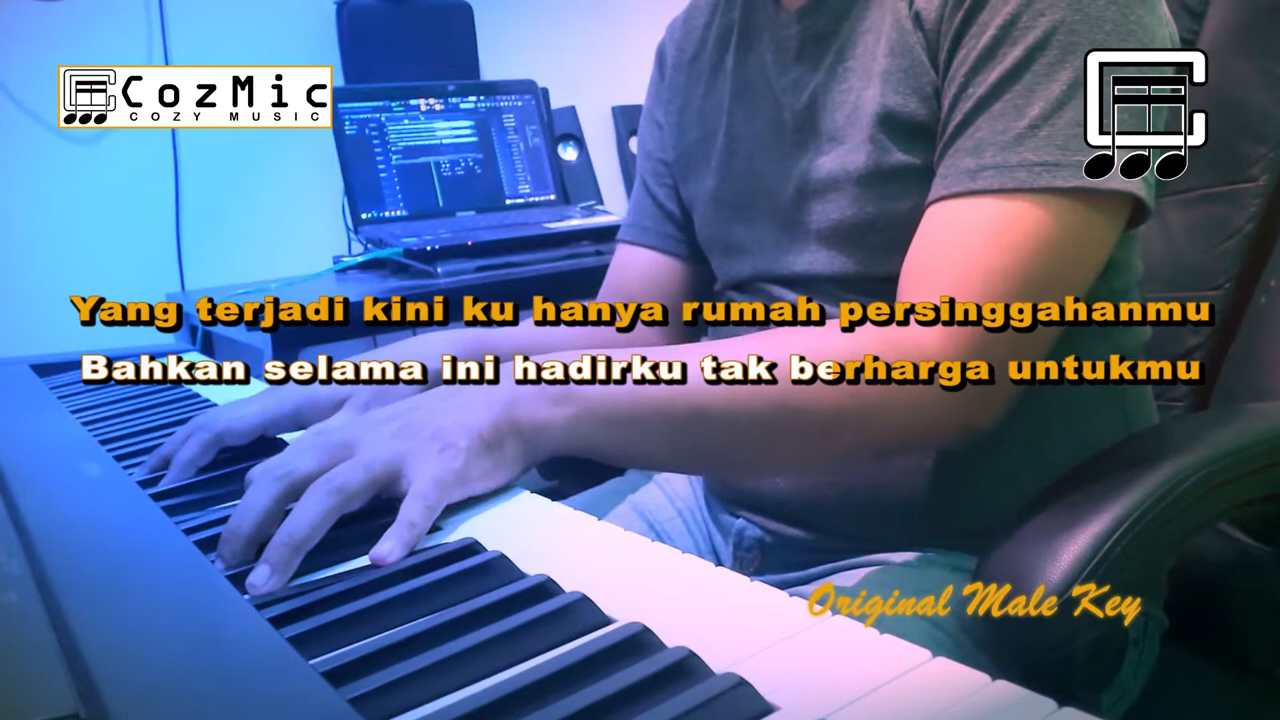 CozMic
COZY MUSIC
Yang terjadi kini ku hanya rumah persinggahanmu
Bahkan selama ini hadirku tak berharga untukmu
Original Male Key